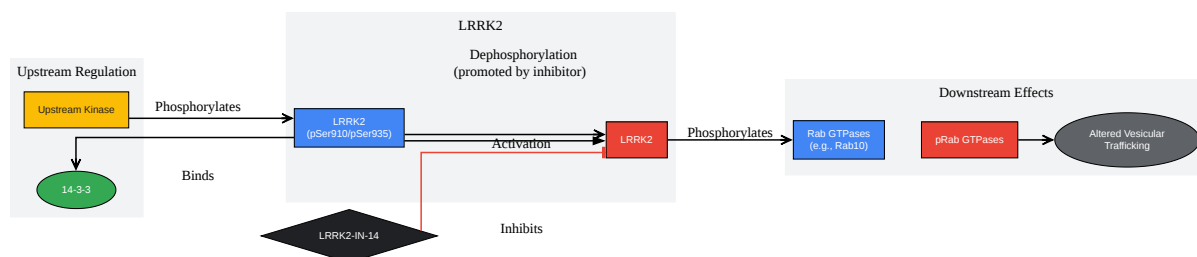 LRRK2
Dephosphorylation
(promoted by inhibitor)
Upstream Regulation
Upstream Kinase
Phosphorylates
LRRK2
(pSer910/pSer935)
Activation
LRRK2
Phosphorylates
Downstream Effects
Rab GTPases
(e.g., Rab10)
pRab GTPases
Altered Vesicular
Trafficking
14-3-3
Binds
LRRK2-IN-14
Inhibits